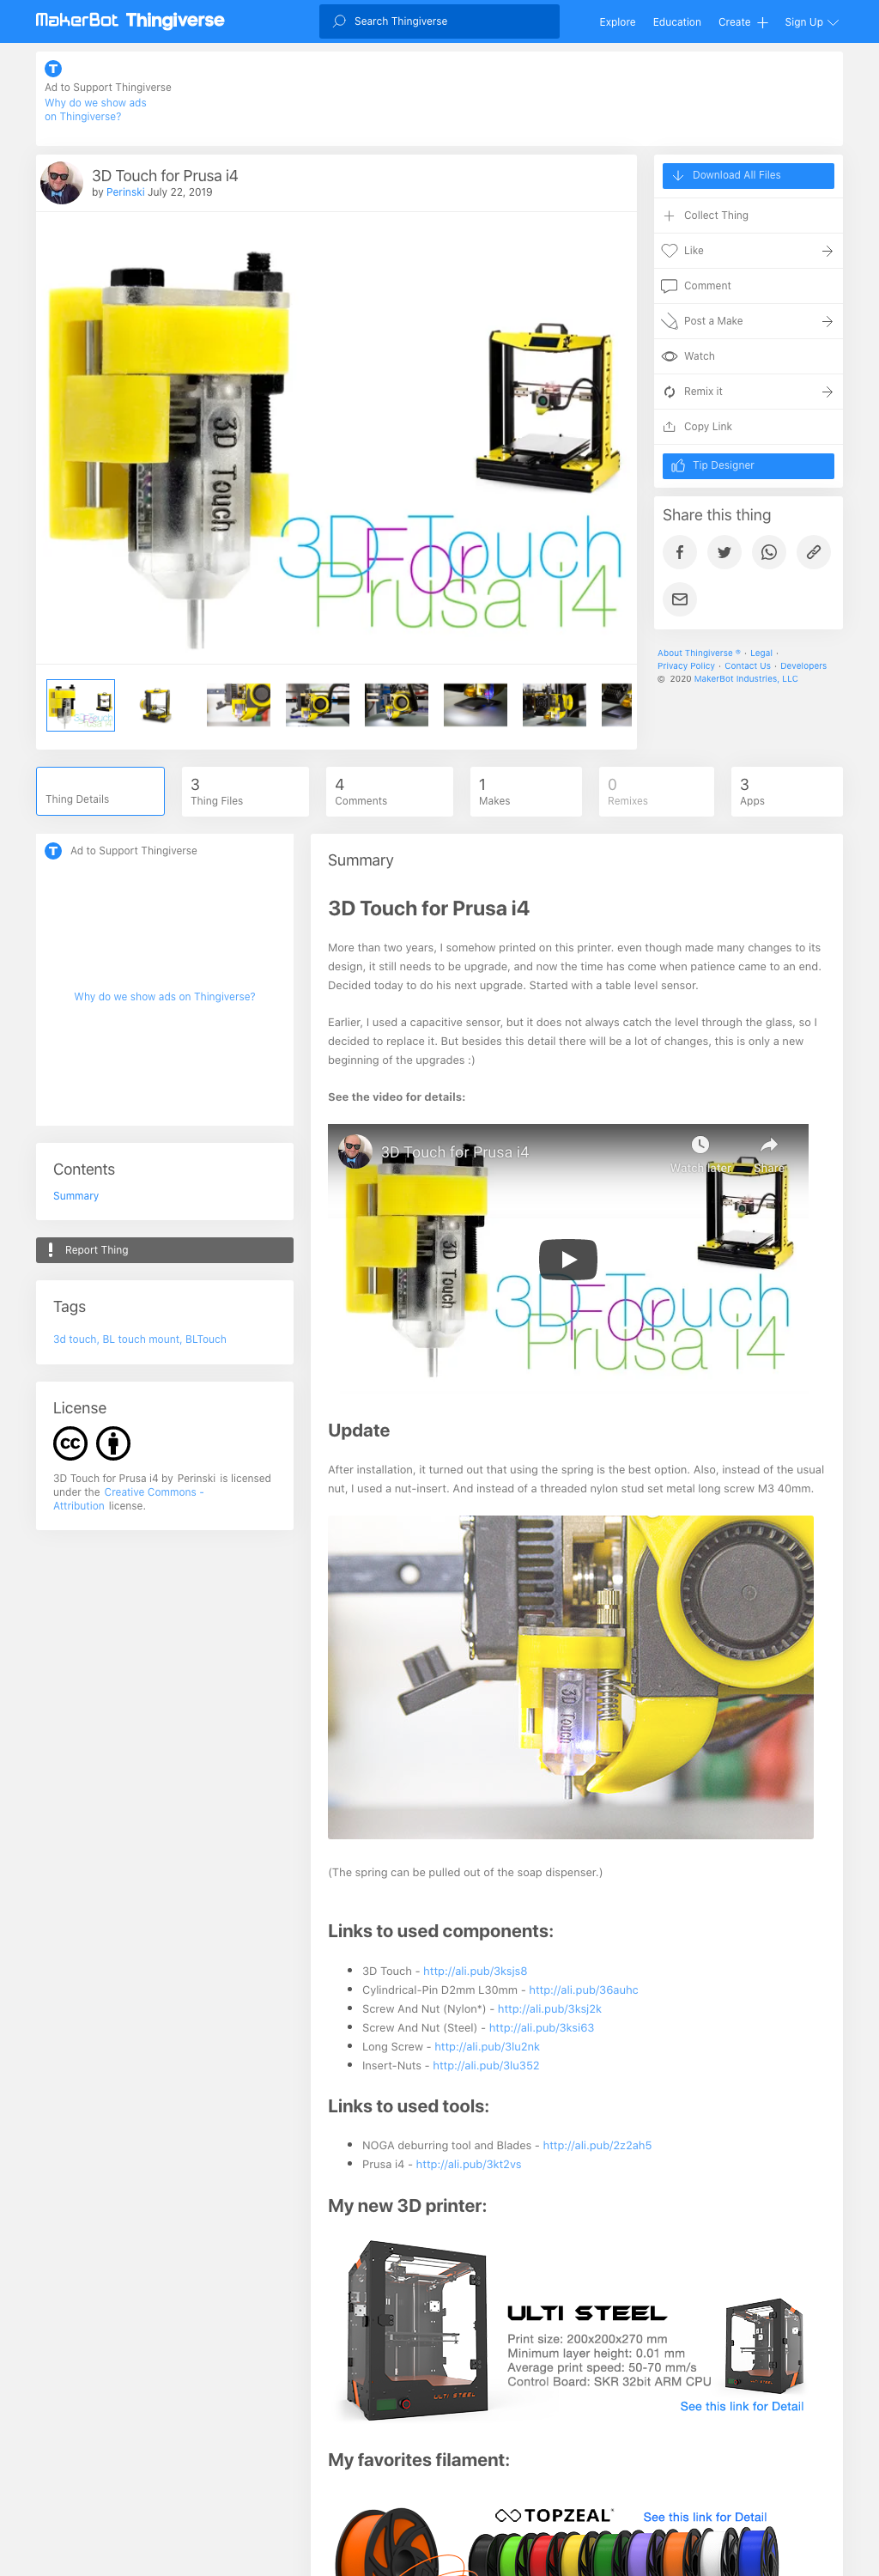 MakerBot Thingiverse
Search Thingiverse
Explore Education Create Sign Up
Ad to Support Thingiverse
Why do we show ads
on Thingiverse?
3D Touch for Prusa i4
by Perinski July 22, 2019
3D Touch
3D Touch
For
Prusa i4
Download All Files
Collect Thing
Like
Comment
Post a Make
Watch
Remix it
Copy Link
Tip Designer
Share this thing
About Thingiverse ® · Legal ·
Privacy Policy · Contact Us · Developers
© 2020 MakerBot Industries, LLC
Thing Details
3
Thing Files
4
Comments
1
Makes
0
Remixes
3
Apps
Ad to Support Thingiverse
Why do we show ads on Thingiverse?
Contents
Summary
Report Thing
Tags
3d touch, BL touch mount, BLTouch
License
3D Touch for Prusa i4 by Perinski is licensed
under the Creative Commons -
Attribution license.
Summary
3D Touch for Prusa i4
More than two years, I somehow printed on this printer. even though made many changes to its
design, it still needs to be upgrade, and now the time has come when patience came to an end.
Decided today to do his next upgrade. Started with a table level sensor.
Earlier, I used a capacitive sensor, but it does not always catch the level through the glass, so I
decided to replace it. But besides this detail there will be a lot of changes, this is only a new
beginning of the upgrades :)
See the video for details:
3D Touch for Prusa i4
Watch later Share
3D Touch
3D Touch
For
Prusa i4
Update
After installation, it turned out that using the spring is the best option. Also, instead of the usual
nut, I used a nut-insert. And instead of a threaded nylon stud set metal long screw M3 40mm.
3D Touch
(The spring can be pulled out of the soap dispenser.)
Links to used components:
3D Touch - http://ali.pub/3ksjs8
Cylindrical-Pin D2mm L30mm - http://ali.pub/36auhc
Screw And Nut (Nylon*) - http://ali.pub/3ksj2k
Screw And Nut (Steel) - http://ali.pub/3ksi63
Long Screw - http://ali.pub/3lu2nk
Insert-Nuts - http://ali.pub/3lu352
Links to used tools:
NOGA deburring tool and Blades - http://ali.pub/2z2ah5
Prusa i4 - http://ali.pub/3kt2vs
My new 3D printer:
ULTI STEEL
ULTI STEEL
Print size: 200x200x270 mm
Minimum layer height: 0.01 mm
Average print speed: 50-70 mm/s
Control Board: SKR 32bit ARM CPU
See this link for Detail
My favorites filament:
TOPZEAL
See this link for Detail